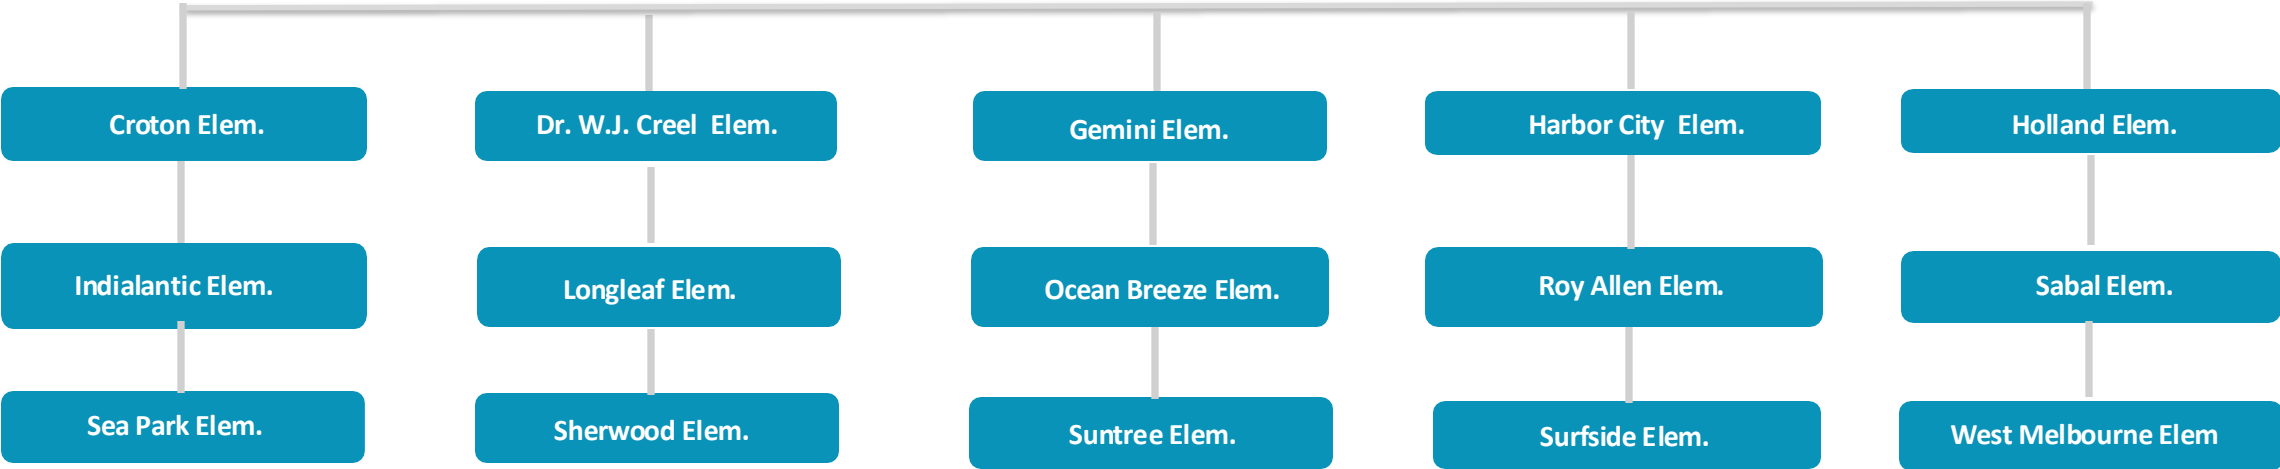 Croton Elem.
Dr. W.J. Creel  Elem.
Gemini Elem.
Harbor City  Elem.
Holland Elem.
Indialantic Elem.
Longleaf Elem.
Ocean Breeze Elem.
Roy Allen Elem.
Sabal Elem.
Sea Park Elem.
Sherwood Elem.
Suntree Elem.
Surfside Elem.
West Melbourne Elem